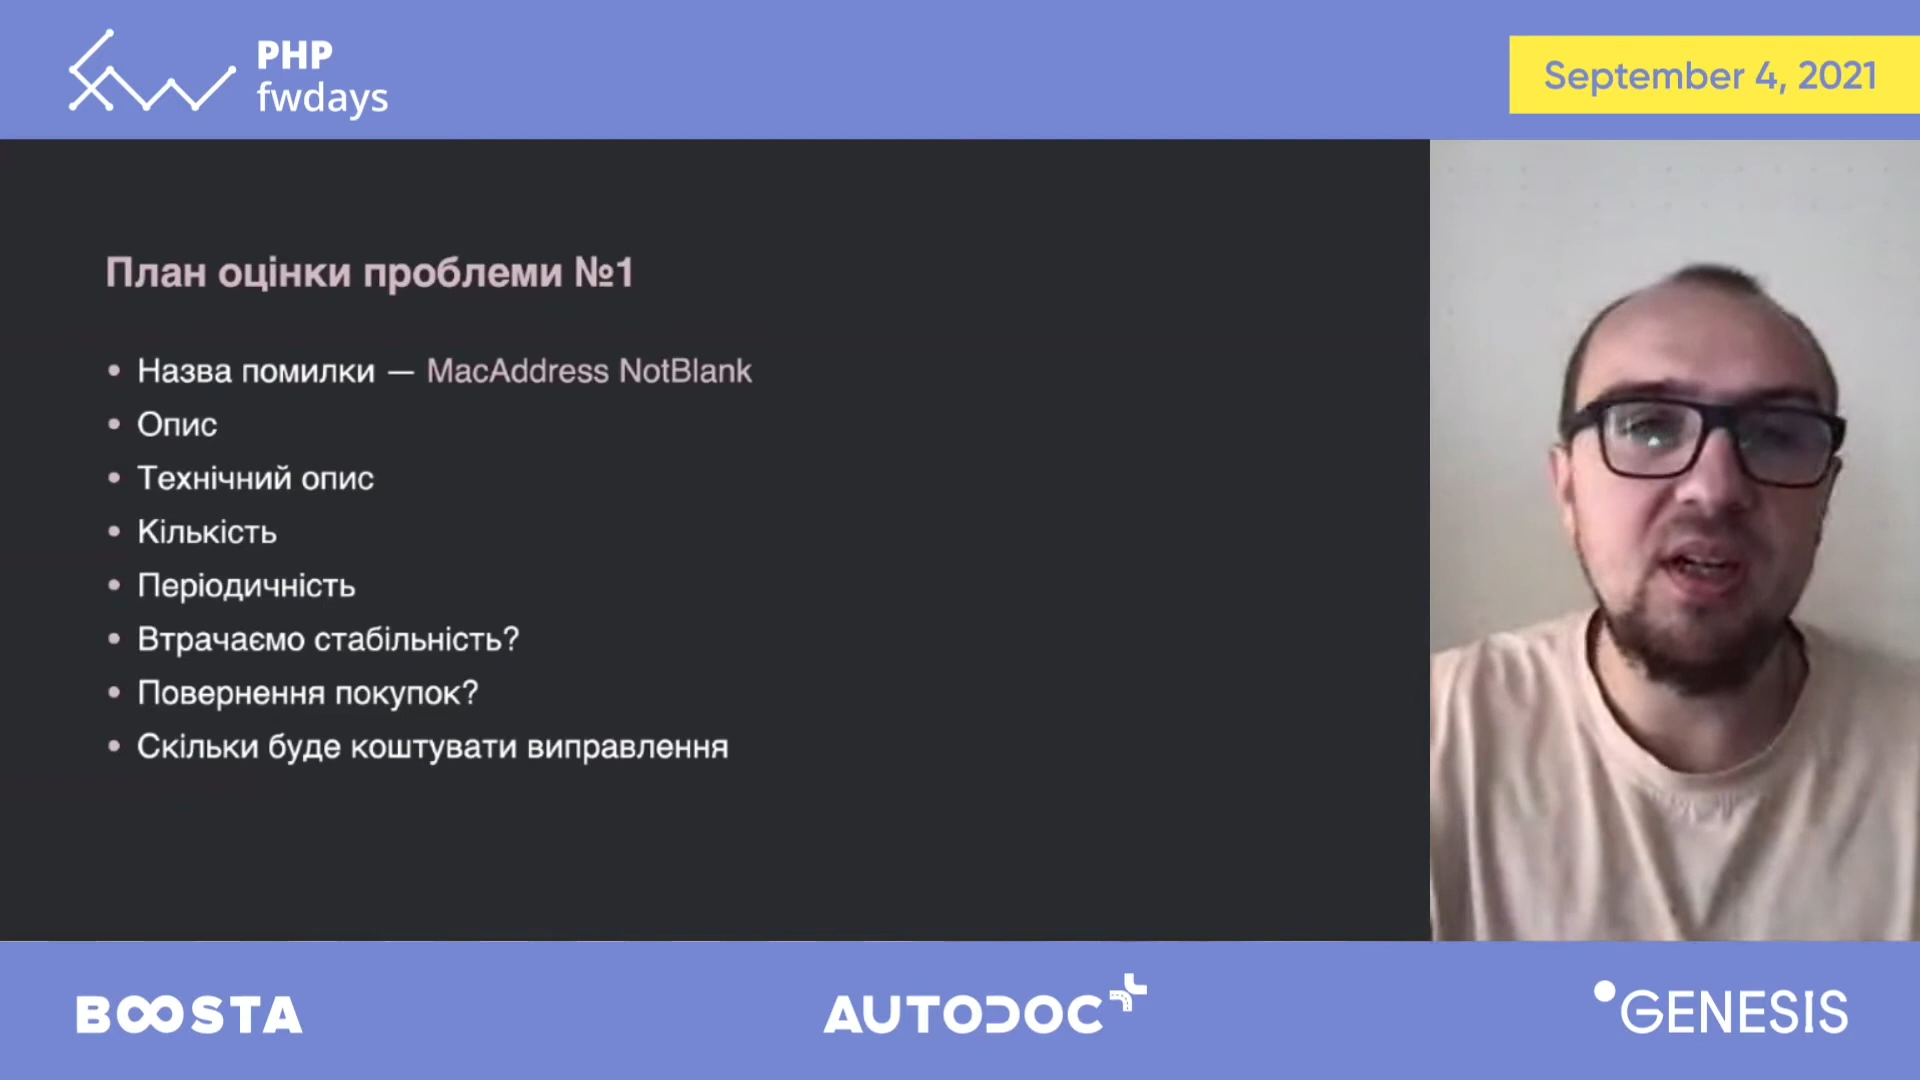 PHP
fwdays
September 4, 2021
План оцінки проблеми №1
• Назва помилки — MacAddress NotBlank
• Опис
• Технічний опис
• Кількість
• Періодичність
• Втрачаємо стабільність?
• Повернення покупок?
• Скільки буде коштувати виправлення
BOOSTA
AUTODOC
GENESIS